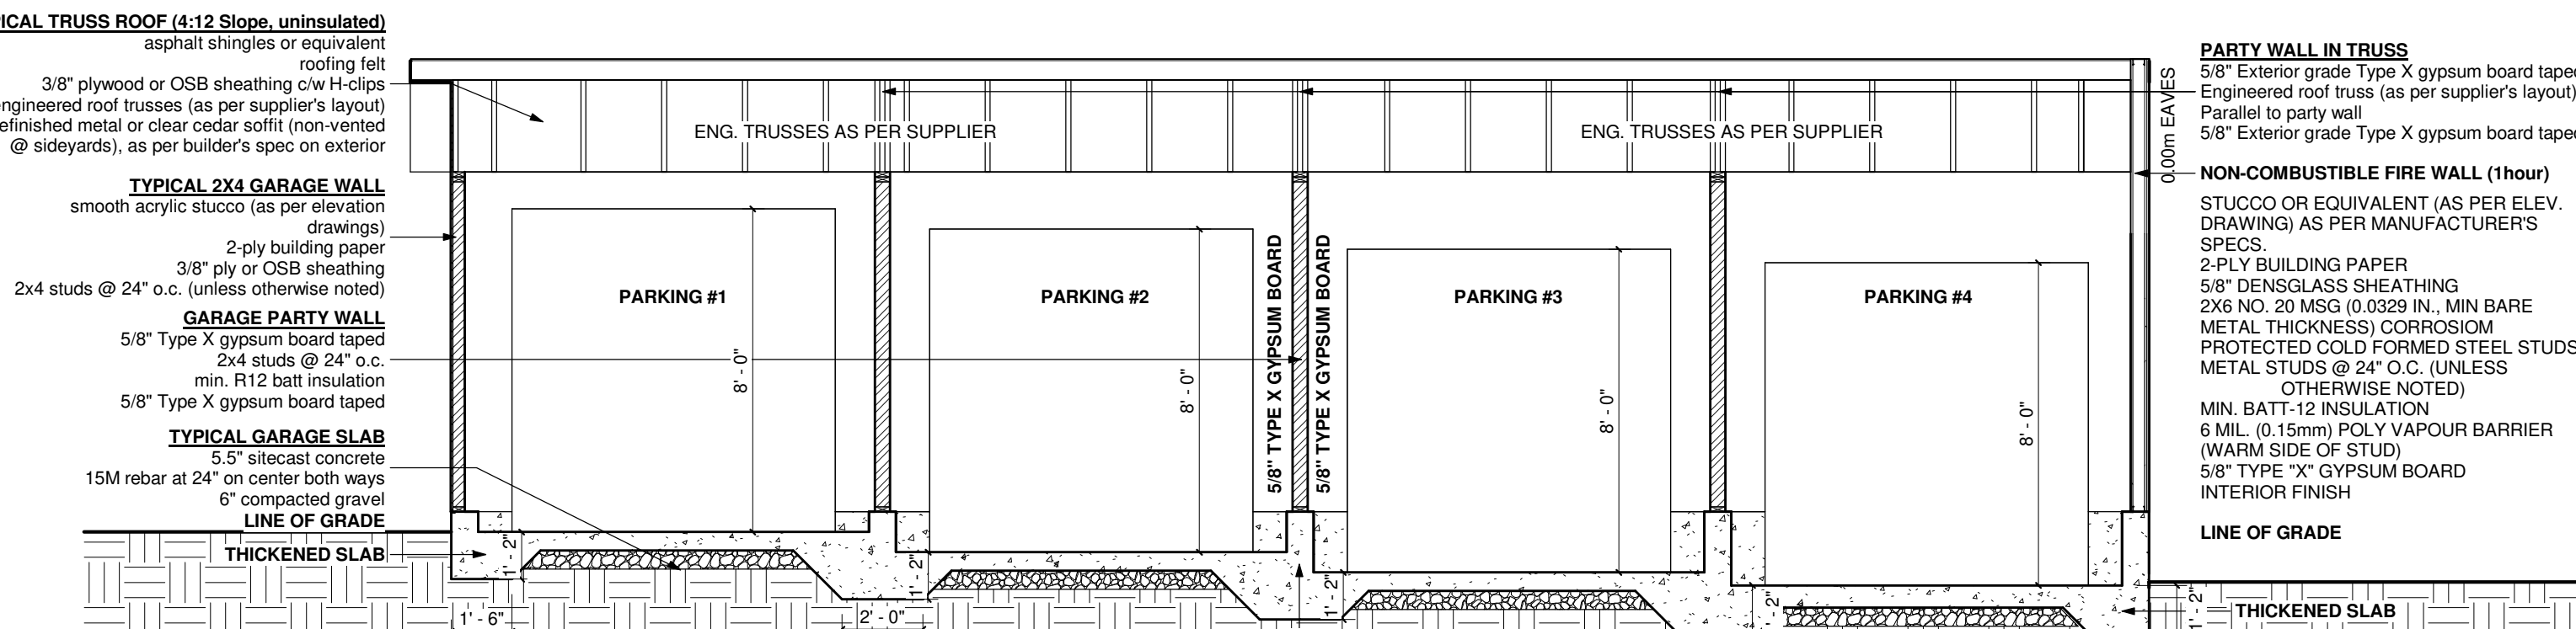 PICAL TRUSS ROOF (4:12 Slope, uninsulated)
asphalt shingles or equivalent
roofing felt
3/8" plywood or OSB sheathing c/w H-clips
engineered roof trusses (as per supplier's layout)
efinished metal or clear cedar soffit (non-vented
@ sideyards), as per builder's spec on exterior
TYPICAL 2X4 GARAGE WALL
smooth acrylic stucco (as per elevation
drawings)
2-ply building paper
3/8" ply or OSB sheathing
2x4 studs @ 24" o.c. (unless otherwise noted)
GARAGE PARTY WALL
5/8" Type X gypsum board taped
2x4 studs @ 24" o.c.
min. R12 batt insulation
5/8" Type X gypsum board taped
TYPICAL GARAGE SLAB
5.5" sitecast concrete
15M rebar at 24" on center both ways
6" compacted gravel
LINE OF GRADE
THICKENED SLAB
ENG. TRUSSES AS PER SUPPLIER
ENG. TRUSSES AS PER SUPPLIER
PARKING #1
PARKING #2
PARKING #3
PARKING #4
8' - 0"
8' - 0"
8' - 0"
8' - 0"
5/8" TYPE X GYPSUM BOARD
5/8" TYPE X GYPSUM BOARD
1' - 2"
1' - 2"
1' - 2"
' - 2"
1' - 2"
1' - 6"
2' - 0"
0.00m EAVES
PARTY WALL IN TRUSS
5/8" Exterior grade Type X gypsum board taped
Engineered roof truss (as per supplier's layout)
Parallel to party wall
5/8" Exterior grade Type X gypsum board taped
NON-COMBUSTIBLE FIRE WALL (1hour)
STUCCO OR EQUIVALENT (AS PER ELEV.
DRAWING) AS PER MANUFACTURER'S
SPECS.
2-PLY BUILDING PAPER
5/8" DENSGLASS SHEATHING
2X6 NO. 20 MSG (0.0329 IN., MIN BARE
METAL THICKNESS) CORROSIOM
PROTECTED COLD FORMED STEEL STUDS
METAL STUDS @ 24" O.C. (UNLESS
OTHERWISE NOTED)
MIN. BATT-12 INSULATION
6 MIL. (0.15mm) POLY VAPOUR BARRIER
(WARM SIDE OF STUD)
5/8" TYPE "X" GYPSUM BOARD
INTERIOR FINISH
LINE OF GRADE
THICKENED SLAB